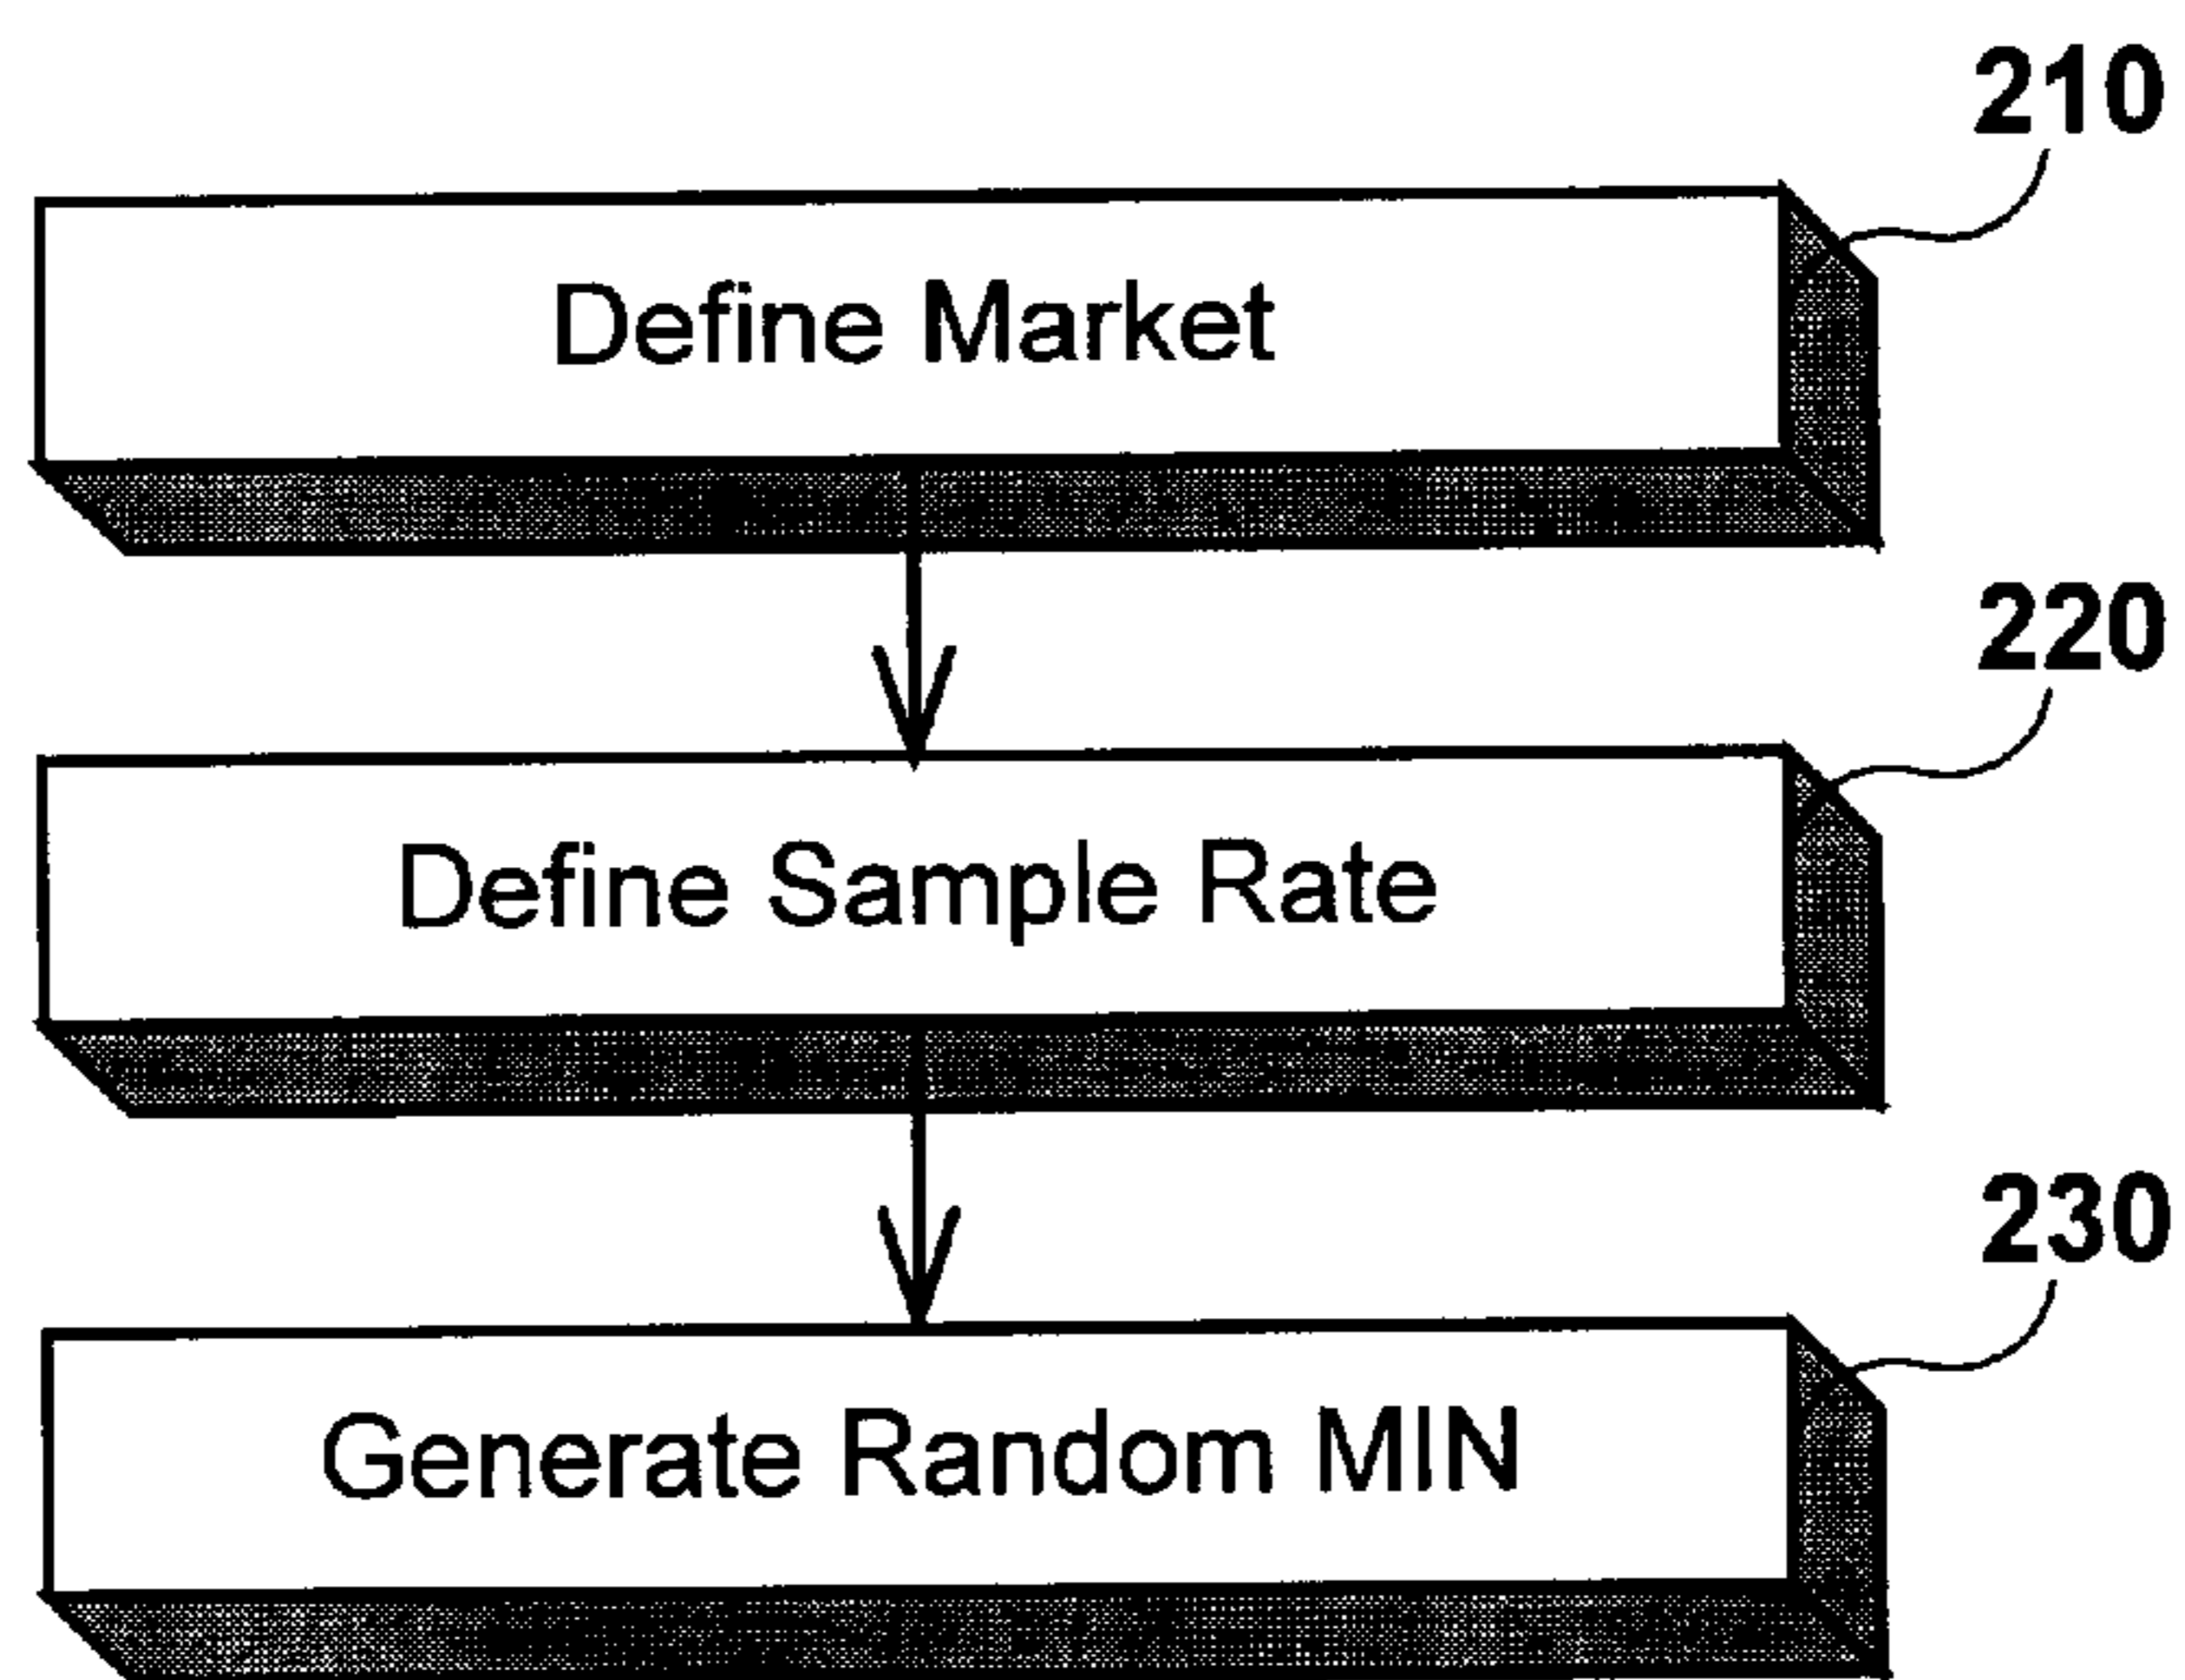 210
Define Market
220
Define Sample Rate
230
Generate Random MIN